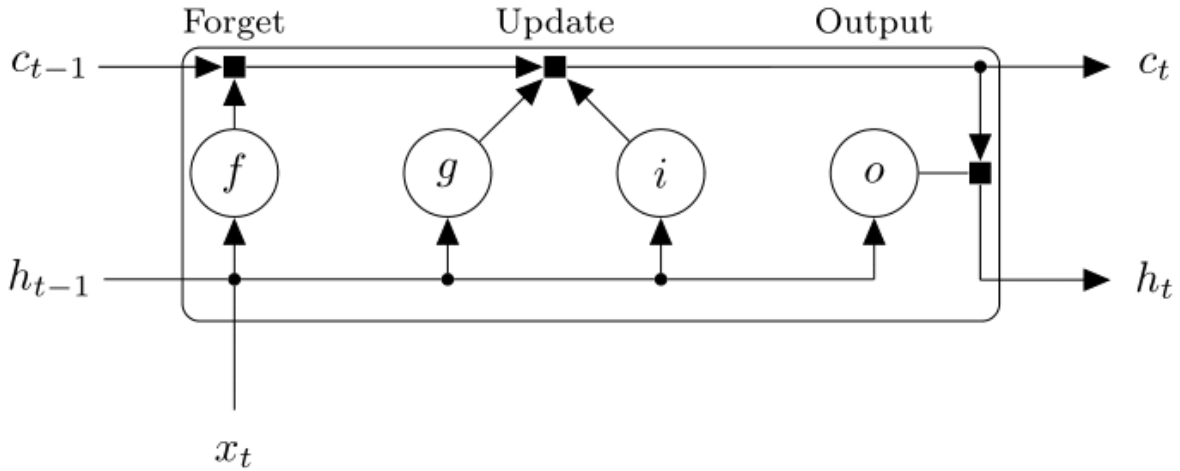 Forget Update Output
c_{t-1} c_t
f g i o
h_{t-1} h_t
x_t